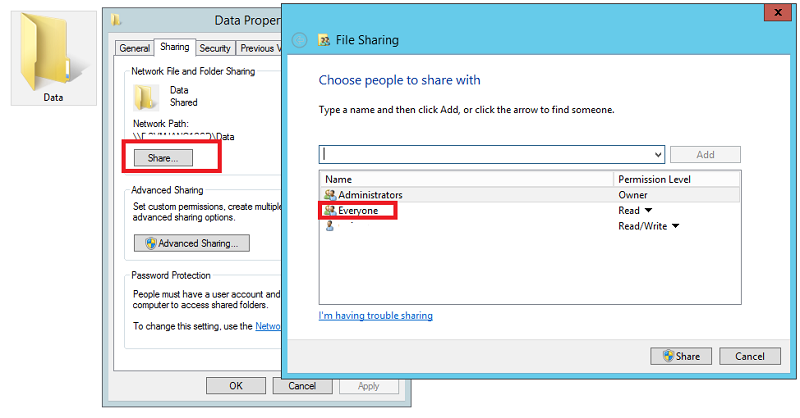 Data
Data Proper
General
Sharing
Security
Previous V
Network File and Folder Sharing
Data
Shared
Network Path:
\Data
Share...
Advanced Sharing
Set custom permissions, create multiple
advanced sharing options.
Advanced Sharing...
Password Protection
People must have a user account and
computer to access shared folders.
To change this setting, use the Netwo
OK
Cancel
Apply
x
File Sharing
Choose people to share with
Type a name and then click Add, or click the arrow to find someone.
Add
Name Permission Level
Administrators Owner
Everyone Read
Read/Write
I'm having trouble sharing
Share
Cancel